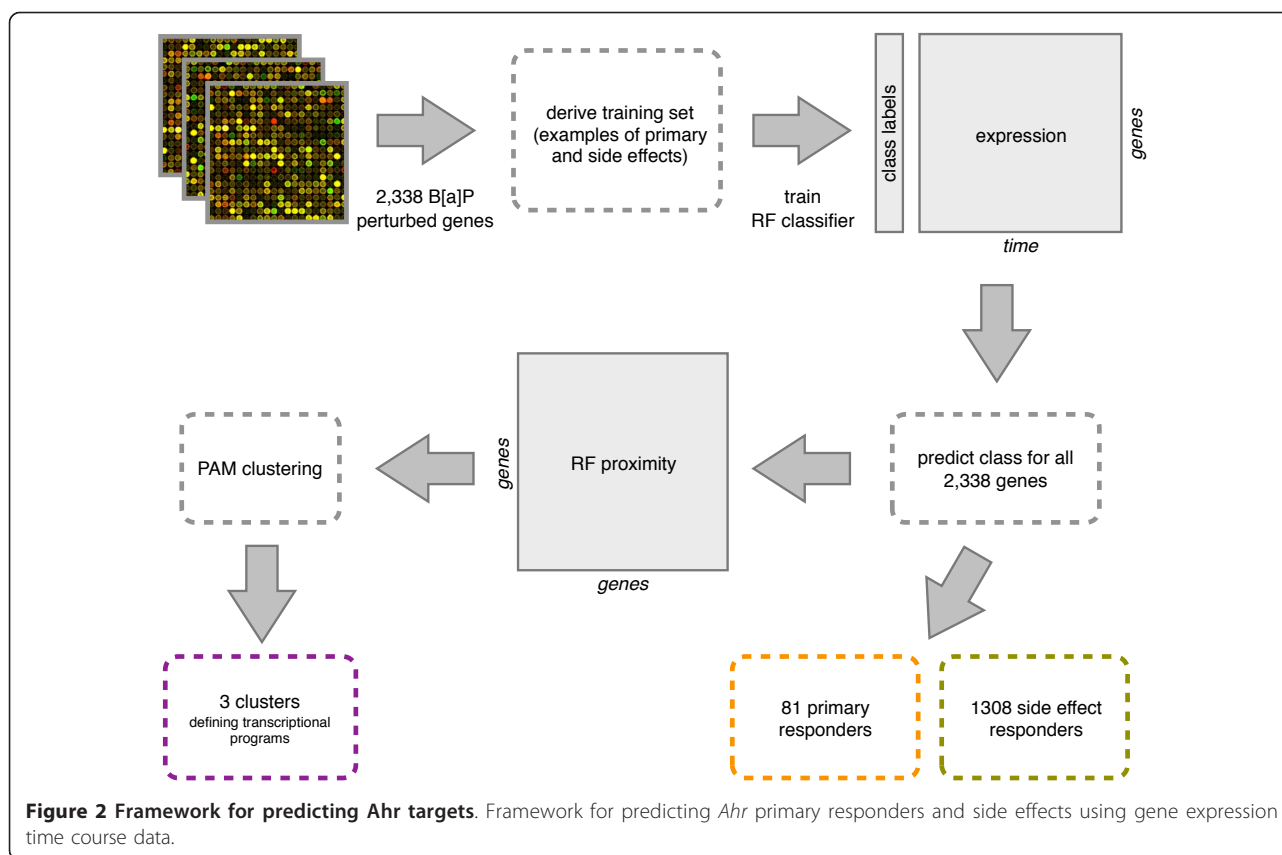 2,338 B[a]P
perturbed genes
derive training set
(examples of primary
and side effects)
train
RF classifier
class labels
expression
genes
time
predict class for all
2,338 genes
RF proximity
genes
genes
PAM clustering
3 clusters
defining transcriptional
programs
81 primary
responders
1308 side effect
responders
Figure 2 Framework for predicting Ahr targets. Framework for predicting Ahr primary responders and side effects using gene expression
time course data.